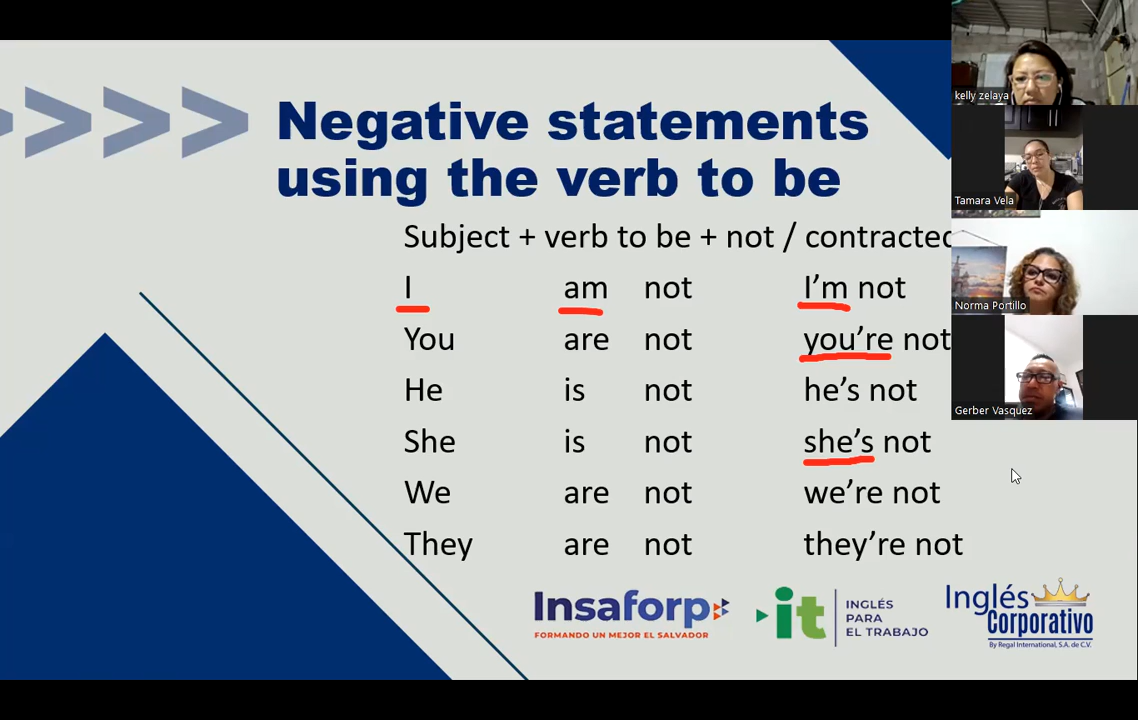 Negative statements
using the verb to be
Subject + verb to be + not / contracted
I am not I'm not
You are not you're not
He is not he's not
She is not she's not
We are not we're not
They are not they're not
Insaforp
FORMANDO UN MEJOR EL SALVADOR
it
INGLÉS
PARA
EL TRABAJO
Inglés
Corporativo
By Regal International, S.A. de C.V.
kelly zelaya
Tamara Vela
Norma Portillo
Gerber Vasquez